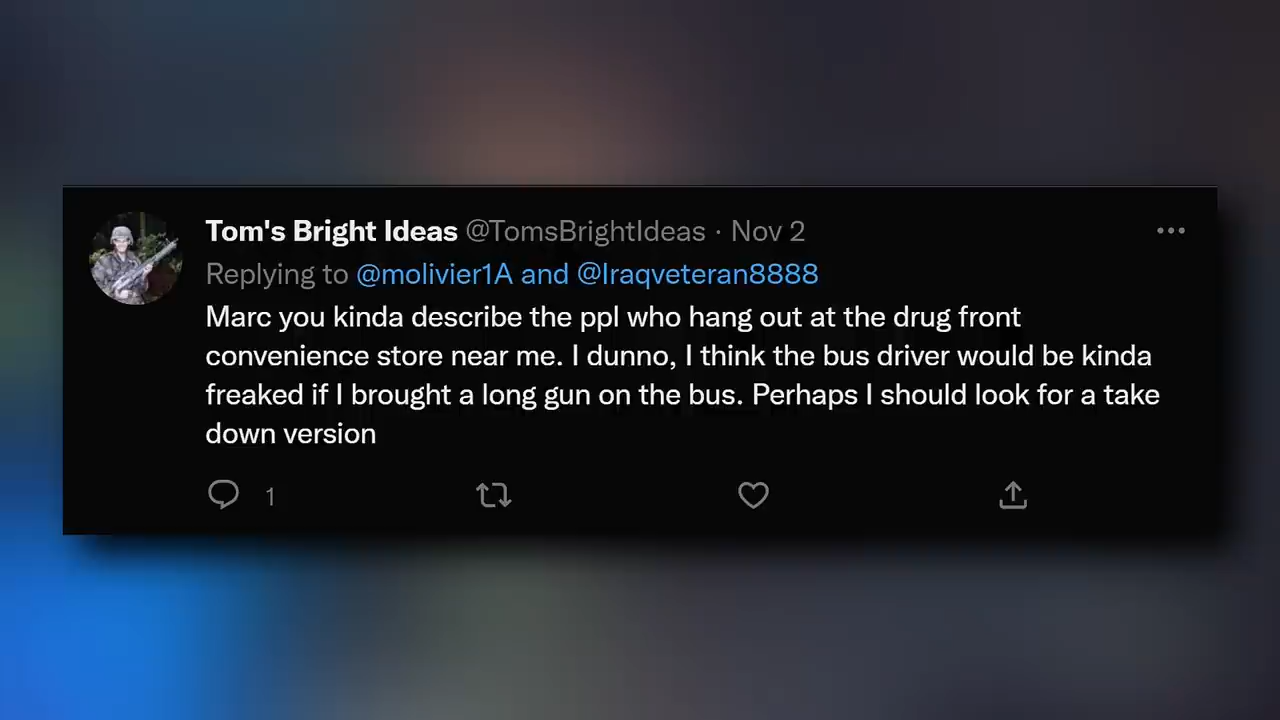 Tom's Bright Ideas @TomsBrightIdeas · Nov 2
Replying to @molivier1A and @Iraqveteran8888
Marc you kinda describe the ppl who hang out at the drug front
convenience store near me. I dunno, I think the bus driver would be kinda
freaked if I brought a long gun on the bus. Perhaps I should look for a take
down version
1